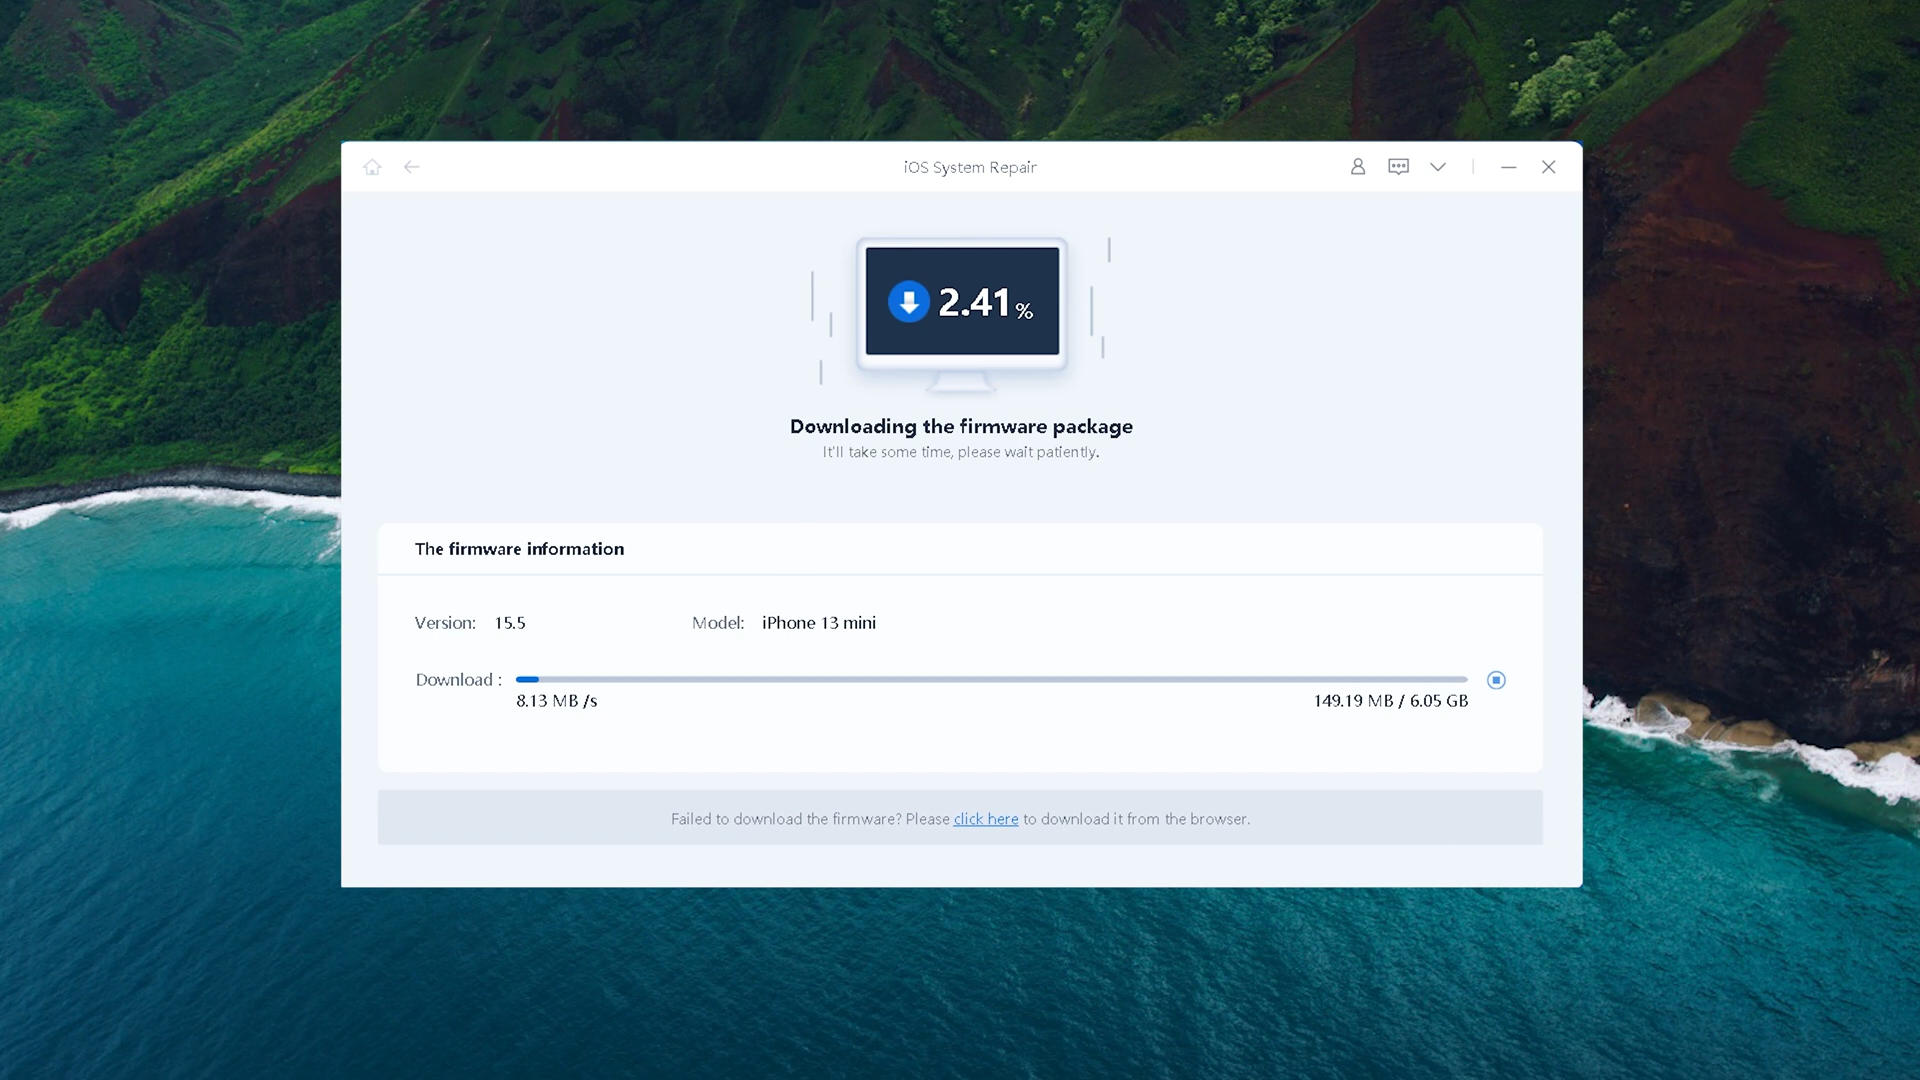 iOS System Repair
2.41%
Downloading the firmware package
It'll take some time, please wait patiently.
The firmware information
Version: 15.5 Model: iPhone 13 mini
Download :
8.13 MB /s 149.19 MB / 6.05 GB
Failed to download the firmware? Please click here to download it from the browser.